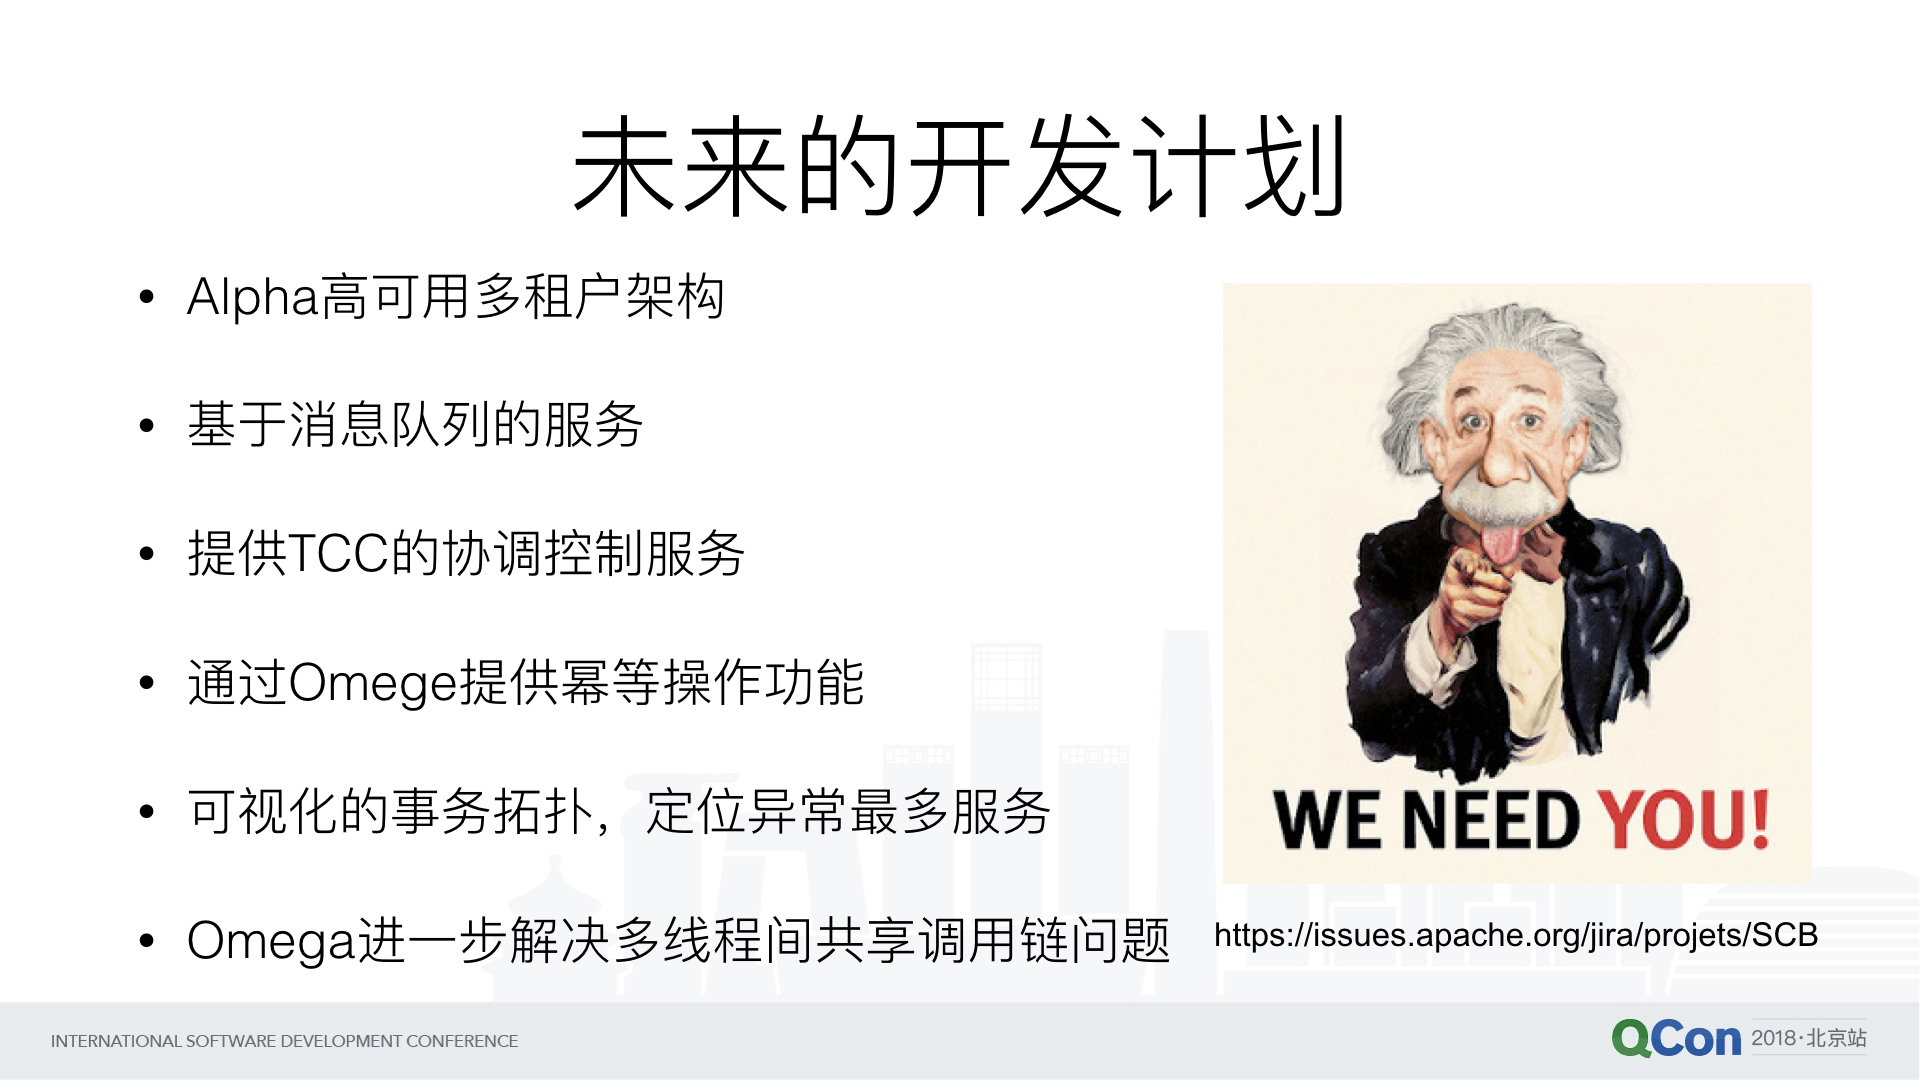 未来的开发计划
• Alpha高可用多租户架构
• 基于消息队列的服务
• 提供TCC的协调控制服务
• 通过Omege提供幂等操作功能
• 可视化的事务拓扑，定位异常最多服务
• Omega进一步解决多线程间共享调用链问题
WE NEED YOU!
https://issues.apache.org/jira/projets/SCB
INTERNATIONAL SOFTWARE DEVELOPMENT CONFERENCE
QCon 2018·北京站